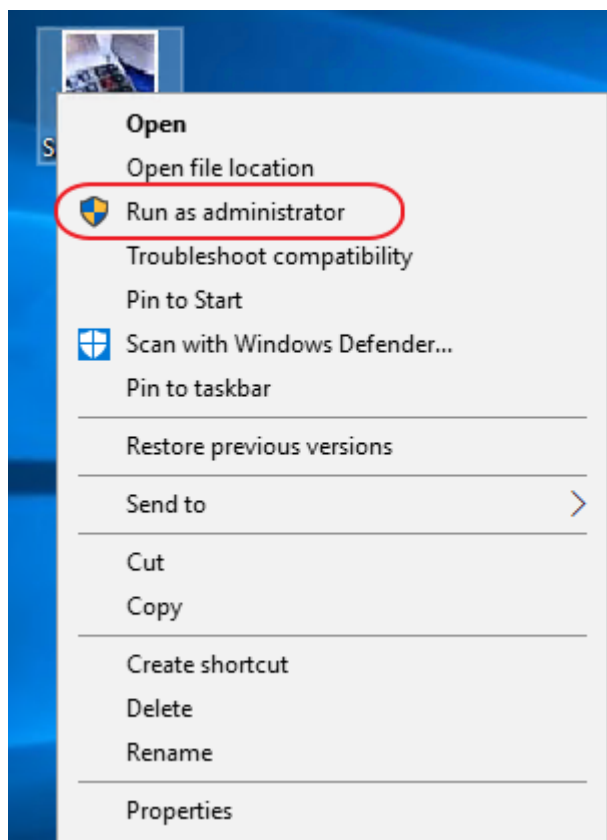 S
Open
Open file location
Run as administrator
Troubleshoot compatibility
Pin to Start
Scan with Windows Defender...
Pin to taskbar
Restore previous versions
Send to
Cut
Copy
Create shortcut
Delete
Rename
Properties